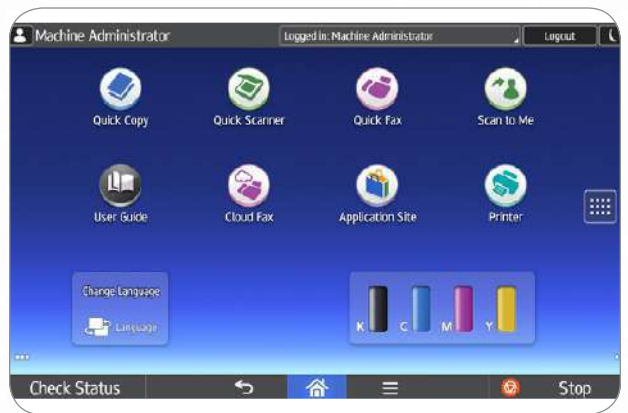 Machine Administrator
Logged in: Machine Administrator
Logout
Quick Copy
Quick Scanner
Quick Fax
Scan to Me
User Guide
Cloud Fax
Application Site
Printer
Change Language
Language
K C M Y
Check Status
Stop